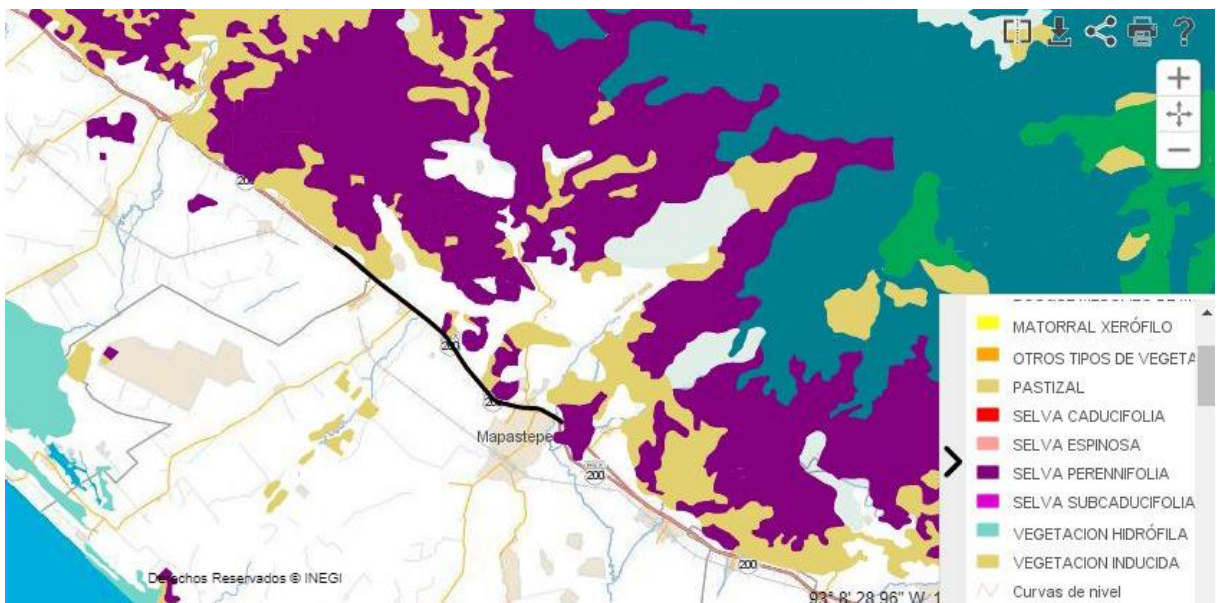 200
200
200
Mapastepe
200
200
Derechos Reservados © INEGI
93° 8' 28.96" W
MATORRAL XERÓFILO
OTROS TIPOS DE VEGETA
PASTIZAL
SELVA CADUCIFOLIA
SELVA ESPINOSA
SELVA PERENNIFOLIA
SELVA SUBCADUCIFOLIA
VEGETACION HIDRÓFILA
VEGETACION INDUCIDA
Curvas de nivel